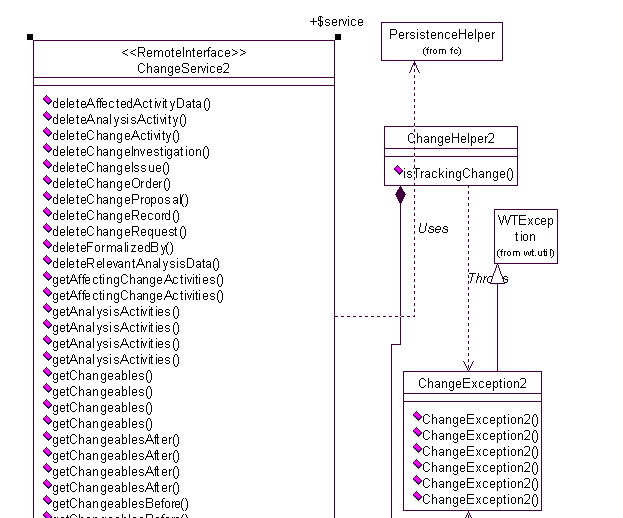 +$service
<<RemoteInterface>>
ChangeService2
deleteAffectedActivityData()
deleteAnalysisActivity()
deleteChangeActivity()
deleteChangeInvestigation()
deleteChangeIssue()
deleteChangeOrder()
deleteChangeProposal()
deleteChangeRecord()
deleteChangeRequest()
deleteFormalizedBy()
deleteRelevantAnalysisData()
getAffectingChangeActivities()
getAffectingChangeActivities()
getAnalysisActivities()
getAnalysisActivities()
getAnalysisActivities()
getAnalysisActivities()
getChangeables()
getChangeables()
getChangeables()
getChangeables()
getChangeablesAfter()
getChangeablesAfter()
getChangeablesAfter()
getChangeablesAfter()
getChangeablesBefore()
getChangeablesBefore()
PersistenceHelper
(from fc)
ChangeHelper2
isTrackingChange()
Uses
WTExcep
tion
(from wt.util)
Throws
ChangeException2
ChangeException2()
ChangeException2()
ChangeException2()
ChangeException2()
ChangeException2()
ChangeException2()